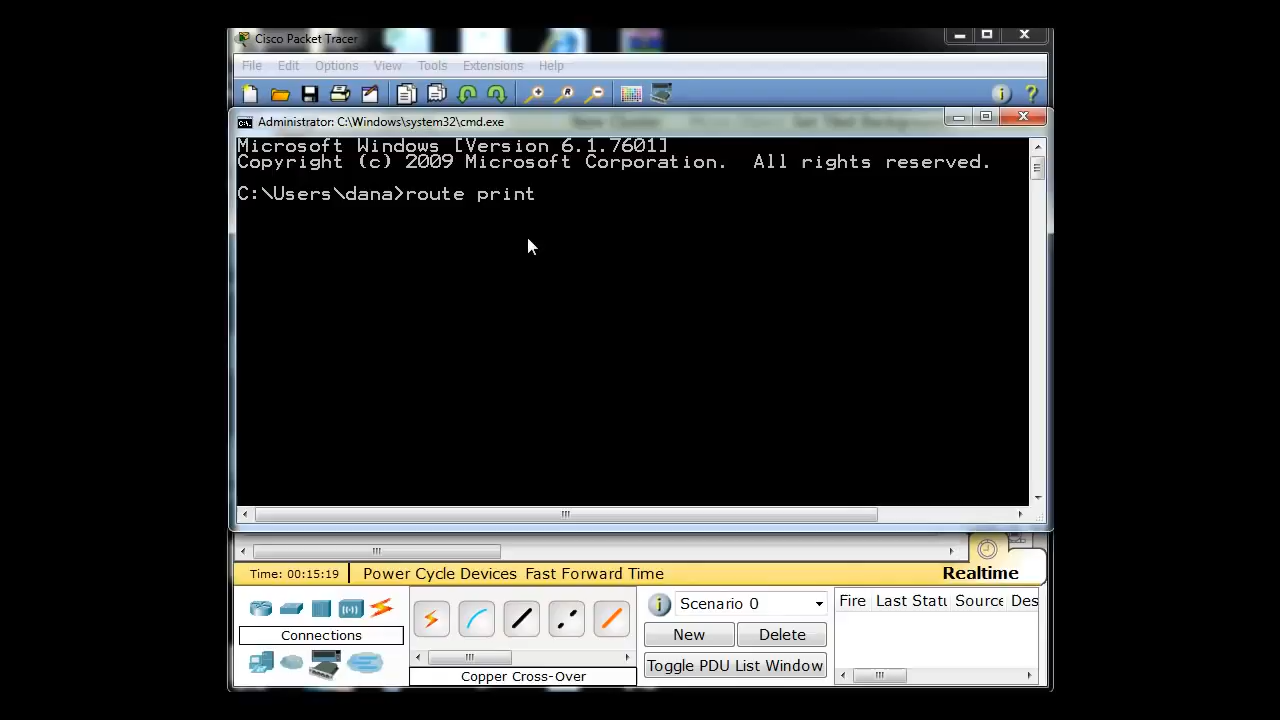 Cisco Packet Tracer
File Edit Options View Tools Extensions Help
Administrator: C:\Windows\system32\cmd.exe
Microsoft Windows [Version 6.1.7601]
Copyright (c) 2009 Microsoft Corporation. All rights reserved.
C:\Users\dana>route print
Time: 00:15:19 Power Cycle Devices Fast Forward Time Realtime
Scenario 0
Fire Last Statu Source Des
Connections
New Delete
Toggle PDU List Window
Copper Cross-Over